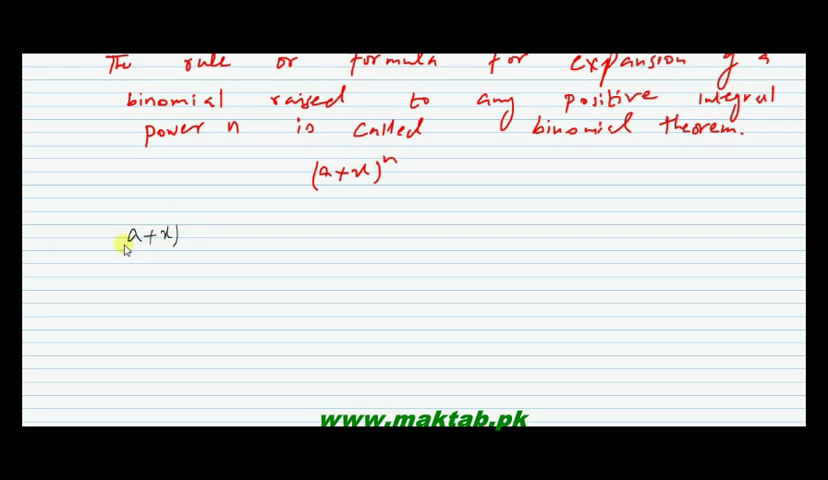 The rule or formula for expansion of a
binomial raised to any positive integral
power n is called binomial theorem.
(a+x)^n
a+x)
www.maktab.pk